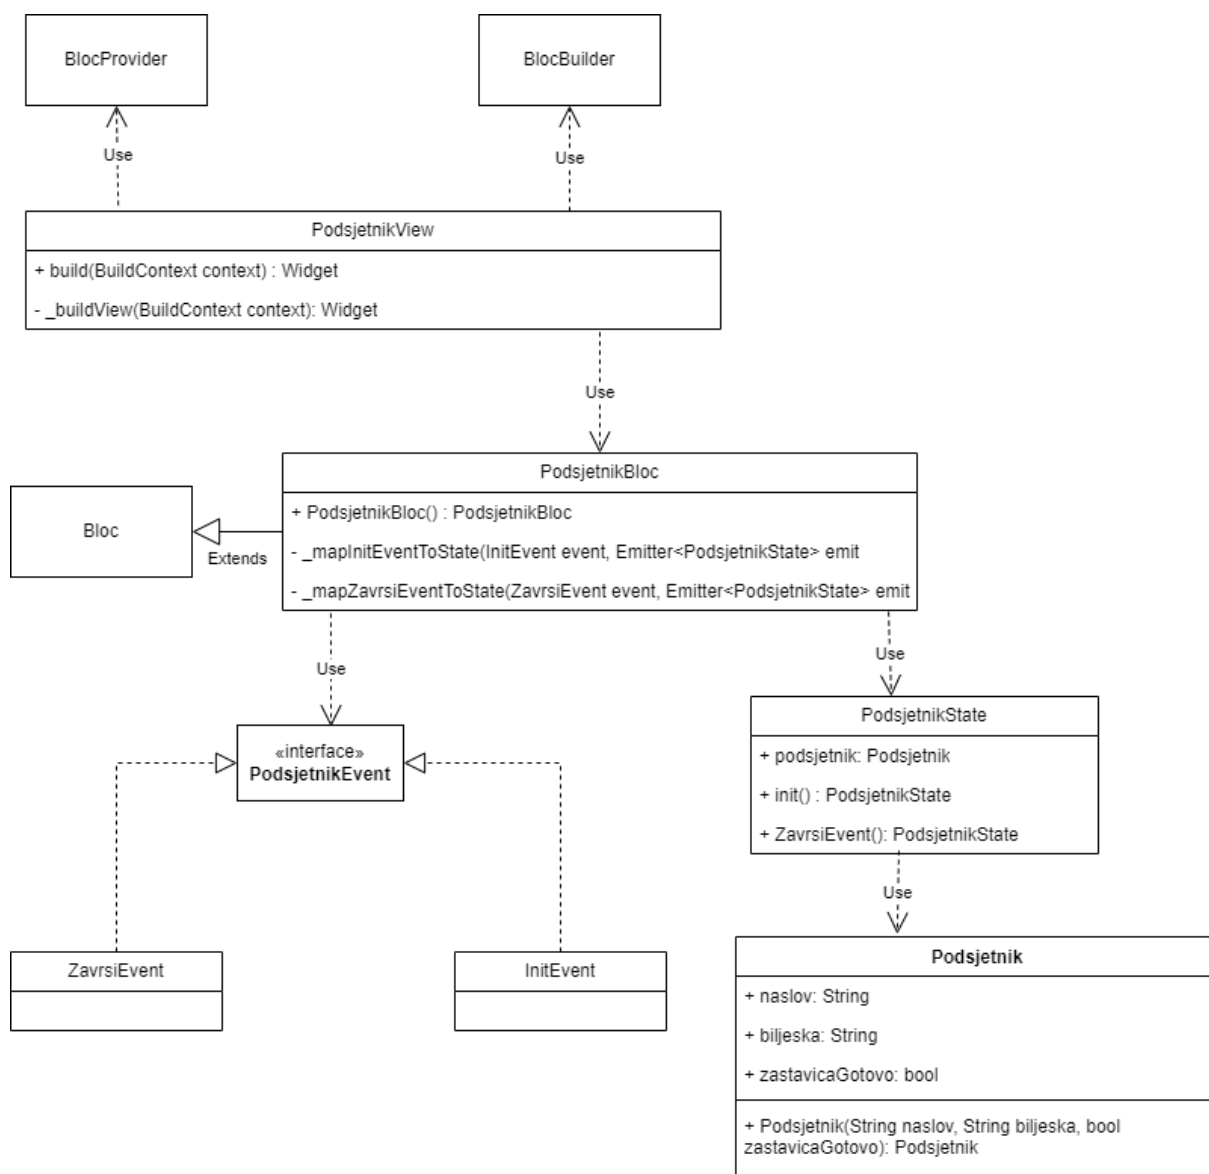 BlocProvider
BlocBuilder
Use
Use
PodsjetnikView
+ build(BuildContext context) : Widget
- _buildView(BuildContext context): Widget
Use
PodsjetnikBloc
+ PodsjetnikBloc() : PodsjetnikBloc
- _mapInitEventToState(InitEvent event, Emitter<PodsjetnikState> emit
- _mapZavrsiEventToState(ZavrsiEvent event, Emitter<PodsjetnikState> emit
Bloc
Extends
Use
Use
«interface»
PodsjetnikEvent
PodsjetnikState
+ podsjetnik: Podsjetnik
+ init() : PodsjetnikState
+ ZavrsiEvent(): PodsjetnikState
Use
ZavrsiEvent
InitEvent
Podsjetnik
+ naslov: String
+ biljeska: String
+ zastavicaGotovo: bool
+ Podsjetnik(String naslov, String biljeska, bool
zastavicaGotovo): Podsjetnik